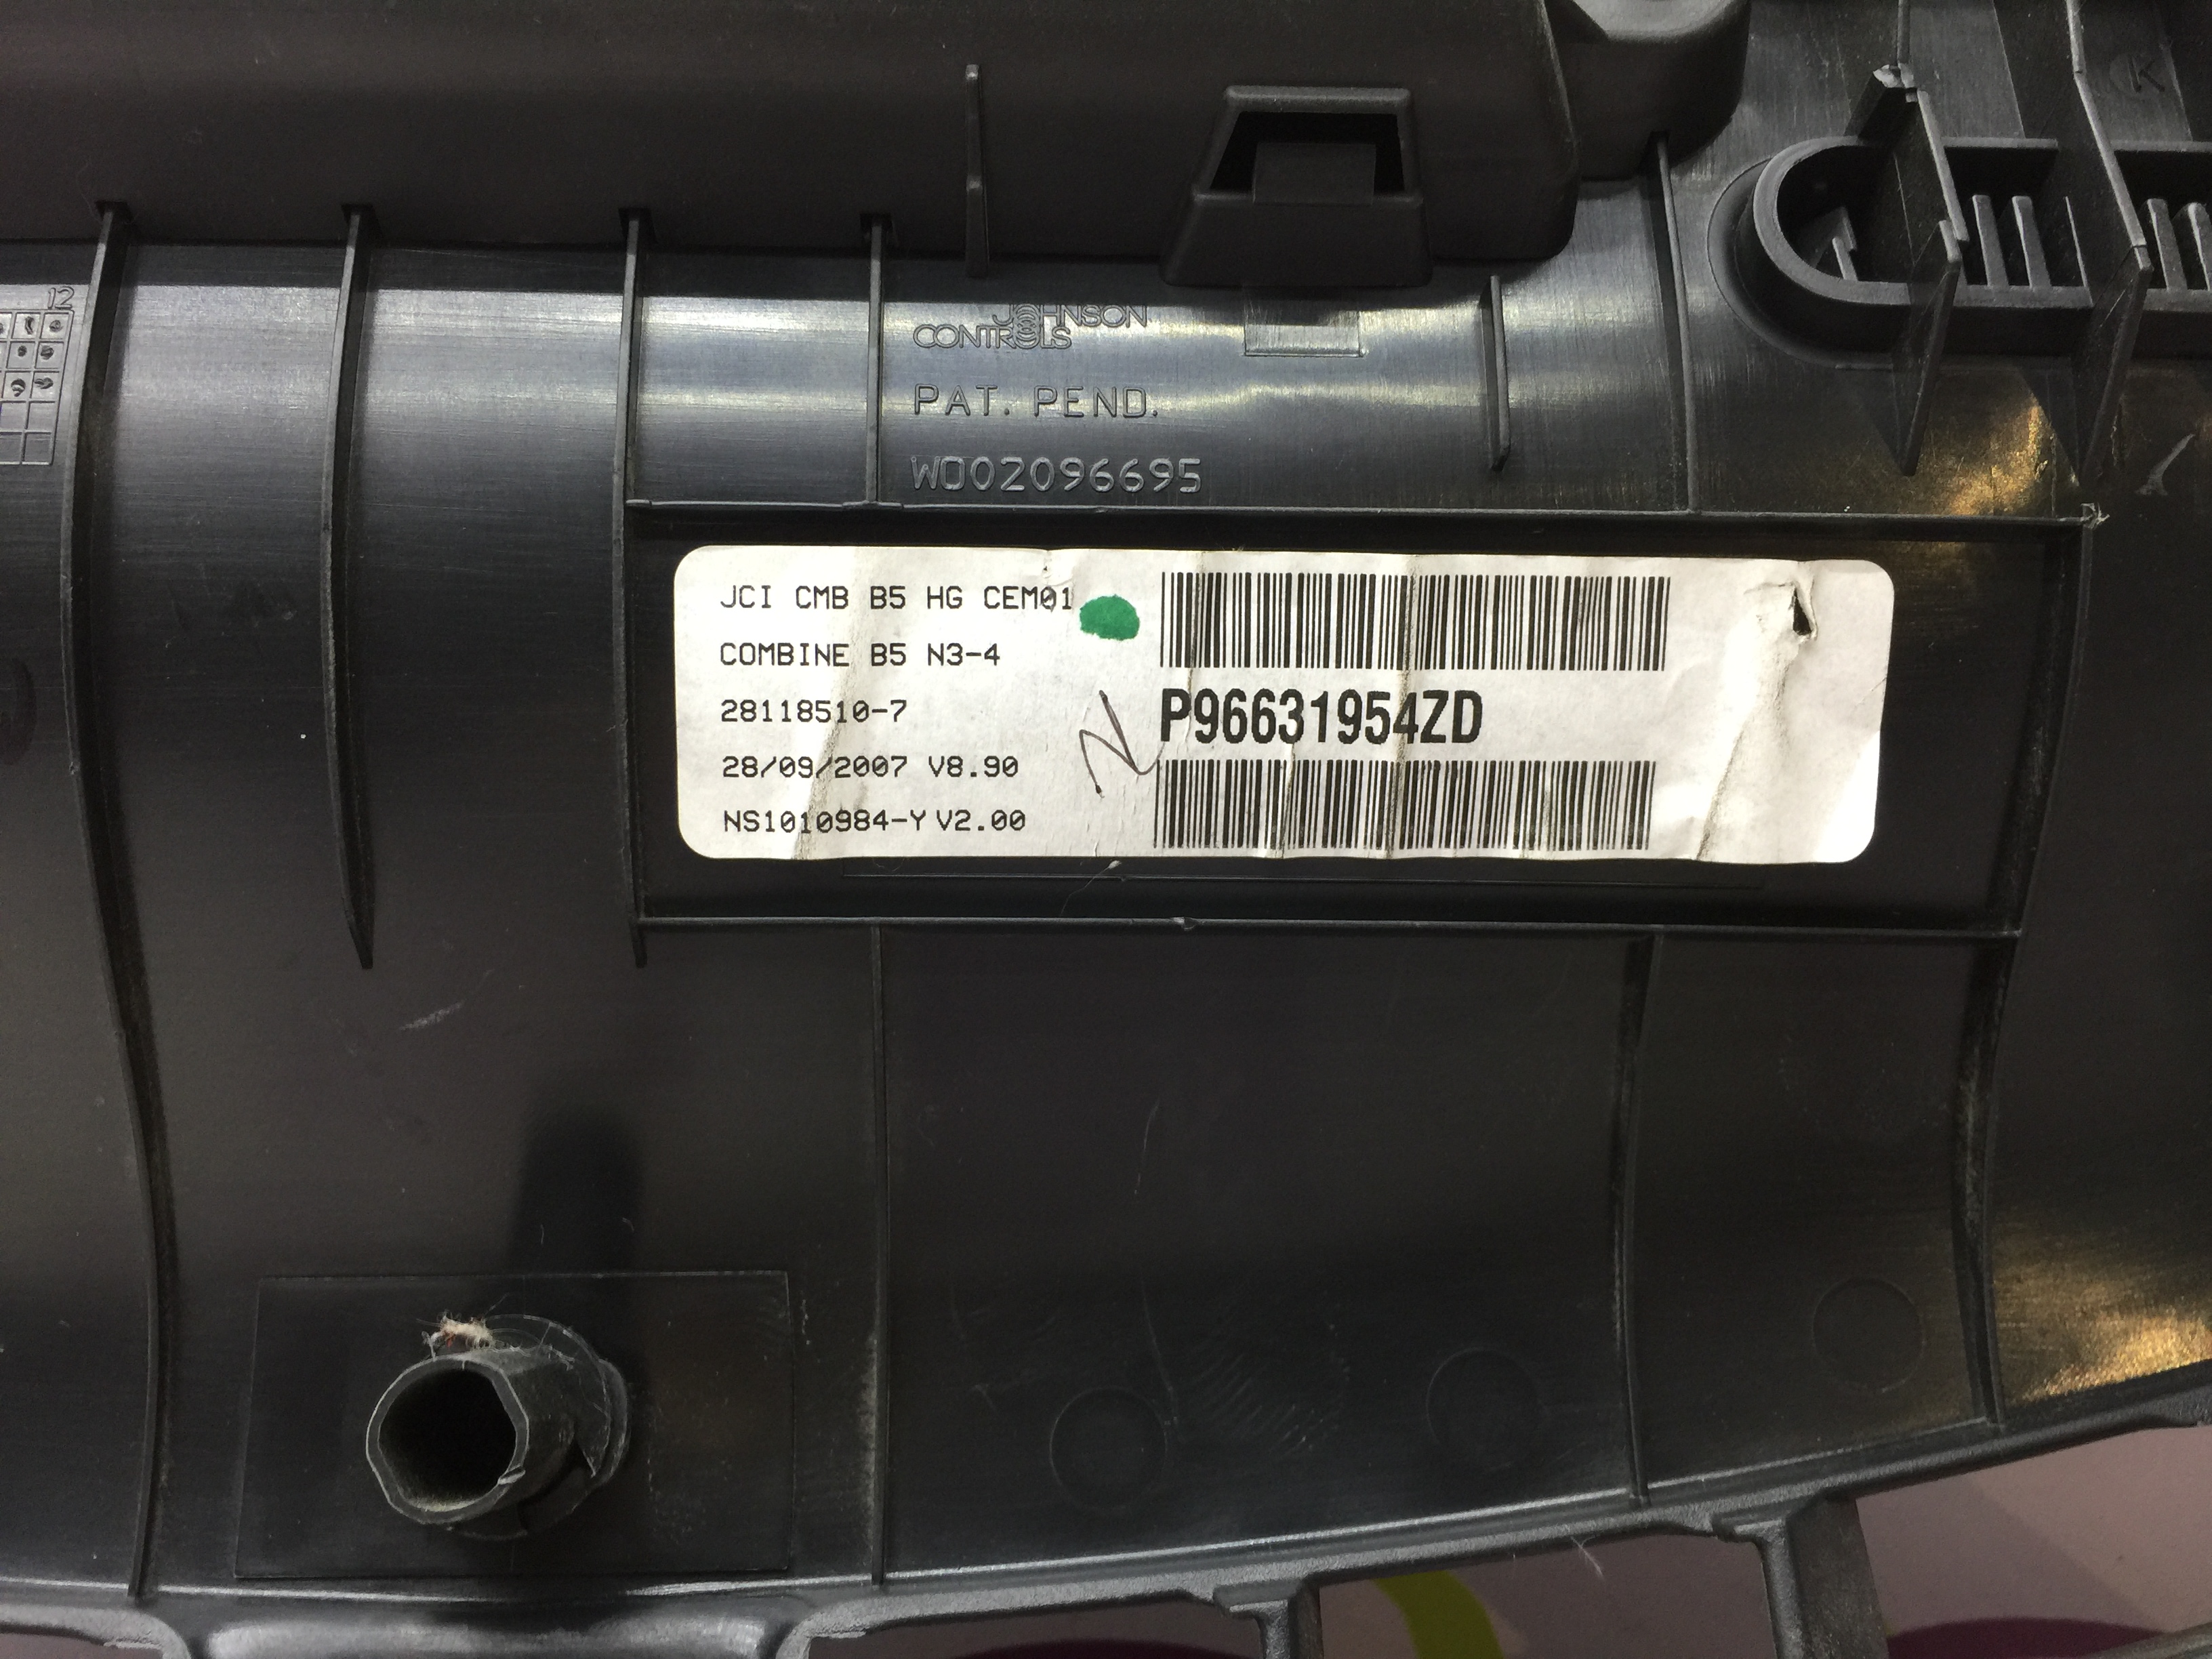 12
K
JOHNSON
CONTROLS
PAT. PEND.
WO02096695
JCI CMB B5 HG CEM01
COMBINE B5 N3-4
28118510-7
28/09/2007 V8.90
NS1010984-Y V2.00
N
P96631954ZD